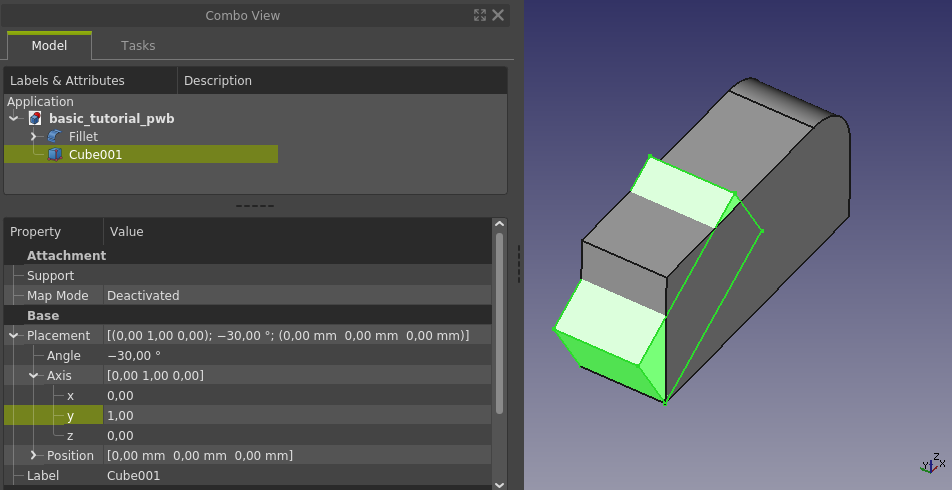 Combo View
Model Tasks
Labels & Attributes Description
Application
basic_tutorial_pwb
Fillet
Cube001
Property Value
Attachment
Support
Map Mode Deactivated
Base
Placement [(0,00 1,00 0,00); −30,00 °; (0,00 mm 0,00 mm 0,00 mm)]
Angle −30,00 °
Axis [0,00 1,00 0,00]
x 0,00
y 1,00
z 0,00
Position [0,00 mm 0,00 mm 0,00 mm]
Label Cube001
Z
Y X